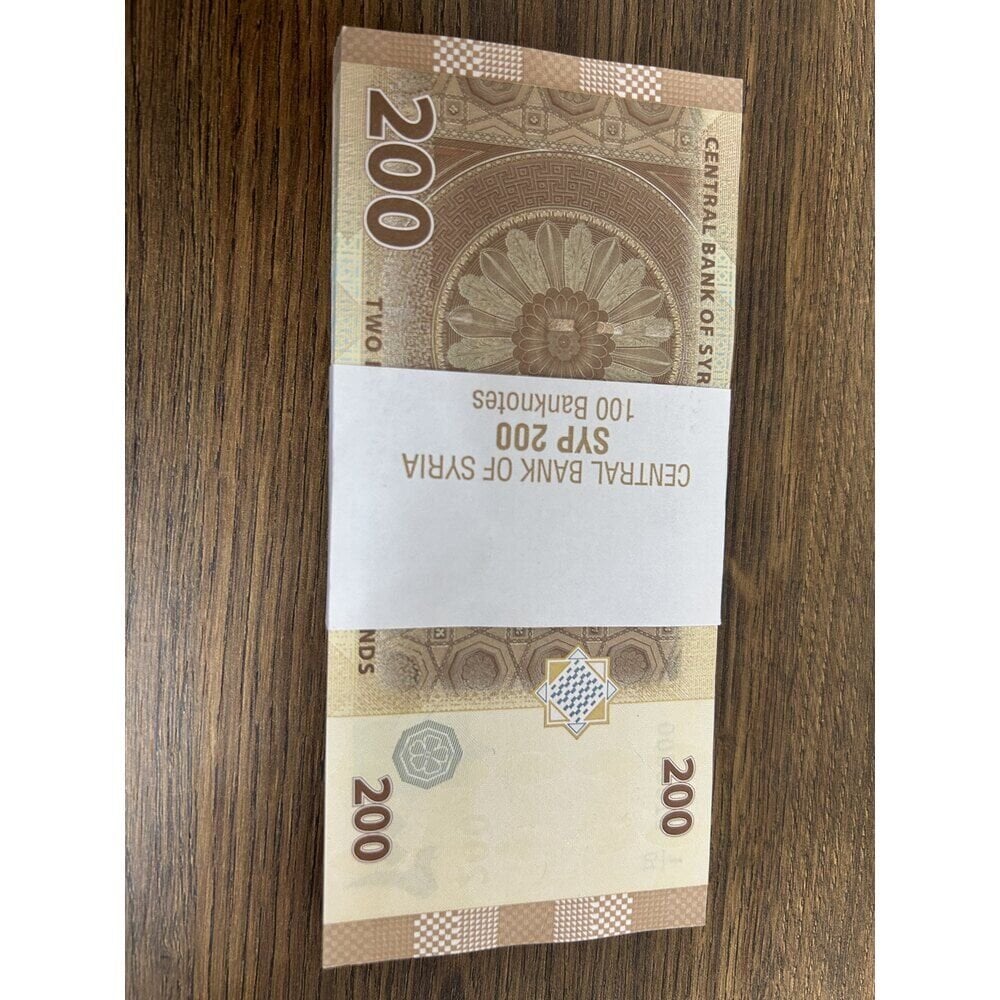 200
CENTRAL BANK OF SYR
TWO
NDS
100 Banknotes
SYP 200
CENTRAL BANK OF SYRIA
200
200